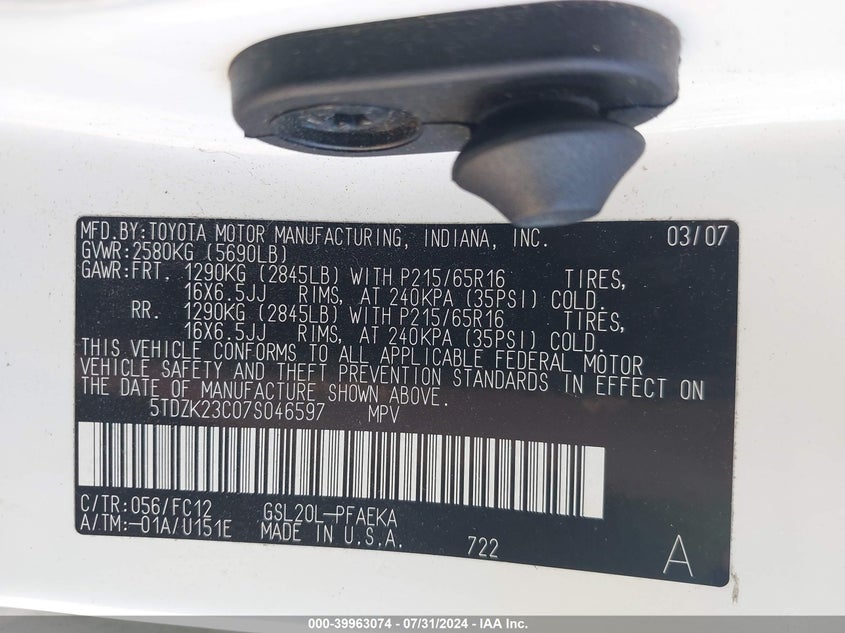 MFD.BY:TOYOTA MOTOR MANUFACTURING, INDIANA, INC. 03/07
GVWR:2580KG (5690LB)
GAWR:FRT, 1290KG (2845LB) WITH P215/65R16 TIRES,
16X6.5JJ RIMS, AT 240KPA (35PSI) COLD.
RR. 1290KG (2845LB) WITH P215/65R16 TIRES,
16X6.5JJ RIMS, AT 240KPA (35PSI) COLD.
THIS VEHICLE CONFORMS TO ALL APPLICABLE FEDERAL MOTOR
VEHICLE SAFETY AND THEFT PREVENTION STANDARDS IN EFFECT ON
THE DATE OF MANUFACTURE SHOWN ABOVE.
5TDZK23C07S046597 MPV
C/TR:056/FC12 GSL20L-PFAEKA
A/TM:-01A/U151E MADE IN U.S.A. 722 A
000-39963074 - 07/31/2024 - IAA Inc.